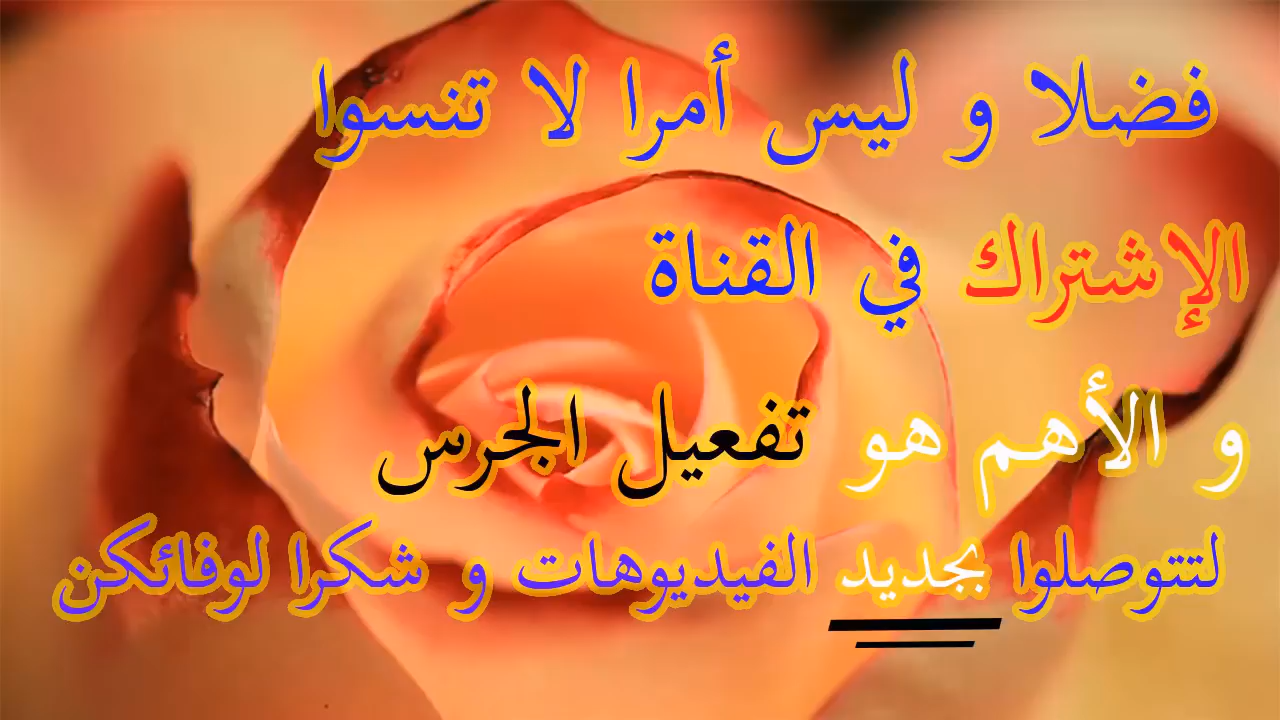 فضلا و ليس أمرا لا تنسوا
الإشتراك في القناة
و الأهم هو تفعيل الجرس
لتتوصلوا بجديد الفيديوهات و شكرا لوفائكن